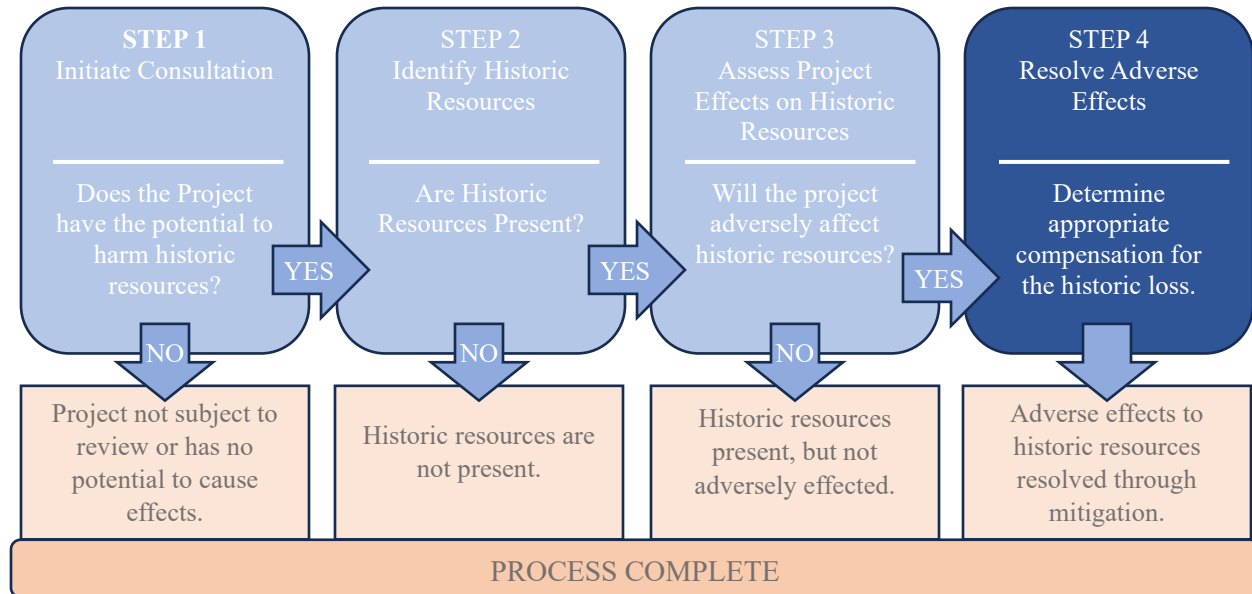 STEP 1
Initiate Consultation
Does the Project
have the potential to
harm historic
resources?
YES
NO
Project not subject to
review or has no
potential to cause
effects.
STEP 2
Identify Historic
Resources
Are Historic
Resources Present?
YES
NO
Historic resources are
not present.
STEP 3
Assess Project
Effects on Historic
Resources
Will the project
adversely affect
historic resources?
YES
NO
Historic resources
present, but not
adversely effected.
STEP 4
Resolve Adverse
Effects
Determine
appropriate
compensation for
the historic loss.
Adverse effects to
historic resources
resolved through
mitigation.
PROCESS COMPLETE